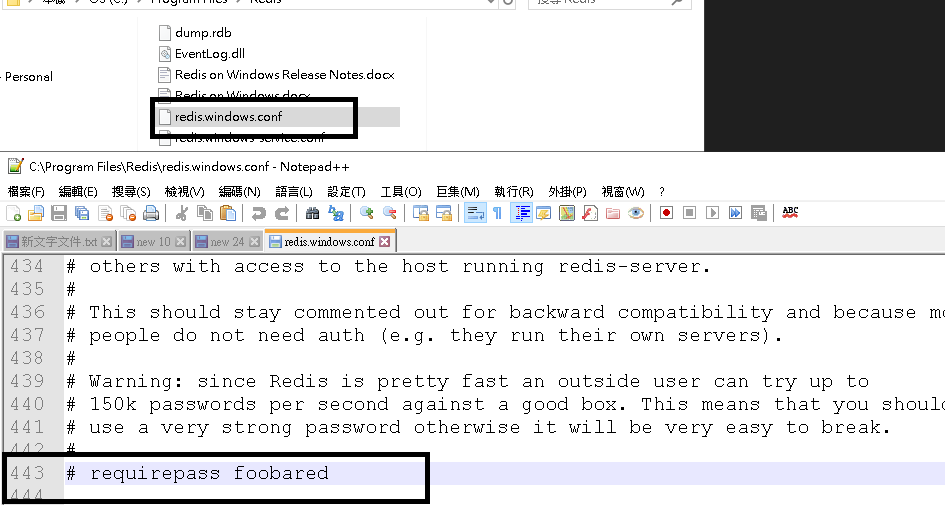 本機 > OS (C:) > Program Files > Redis
搜尋 Redis
dump.rdb
EventLog.dll
Personal
Redis on Windows Release Notes.docx
Redis on Windows.docx
redis.windows.conf
redis.windows-service.conf
C:\Program Files\Redis\redis.windows.conf - Notepad++
檔案(F) 編輯(E) 搜尋(S) 檢視(V) 編碼(N) 語言(L) 設定(T) 工具(O) 巨集(M) 執行(R) 外掛(P) 視窗(W) ?
ABC
新文字文件.txt new 10 new 24 redis.windows.conf
434 # others with access to the host running redis-server.
435 #
436 # This should stay commented out for backward compatibility and because mo
437 # people do not need auth (e.g. they run their own servers).
438 #
439 # Warning: since Redis is pretty fast an outside user can try up to
440 # 150k passwords per second against a good box. This means that you shoul
441 # use a very strong password otherwise it will be very easy to break.
442 #
443 # requirepass foobared
444